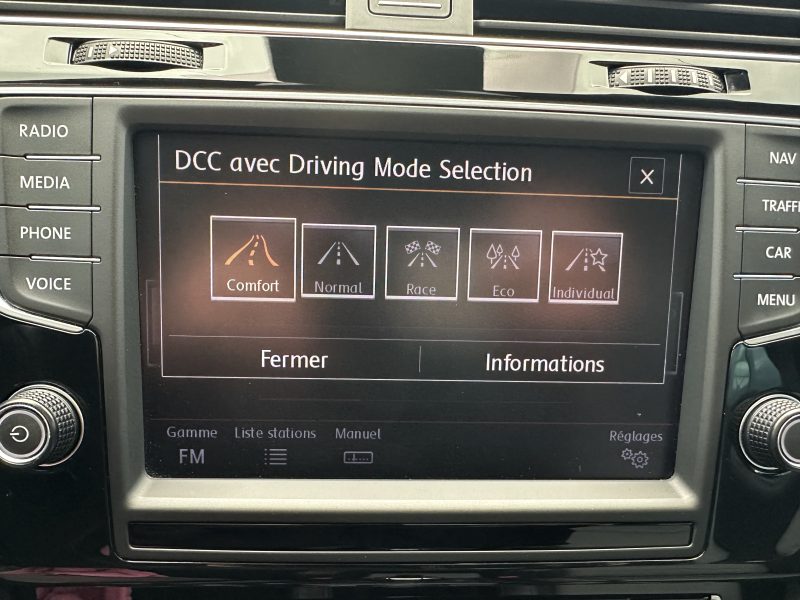 RADIO
MEDIA
PHONE
VOICE
DCC avec Driving Mode Selection
X
Comfort
Normal
Race
Eco
Individual
Fermer
Informations
Gamme
Liste stations
Manuel
Réglages
FM
NAV
TRAFFI
CAR
MENU